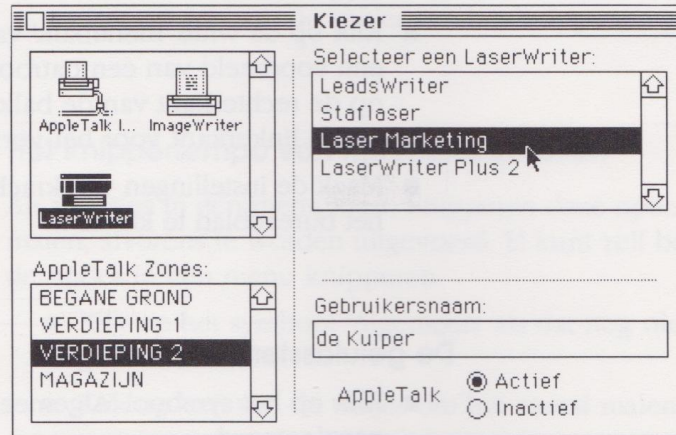 Kiezer
AppleTalk I... ImageWriter
LaserWriter
AppleTalk Zones:
BEGANE GROND
VERDIEPING 1
VERDIEPING 2
MAGAZIJN
Selecteer een LaserWriter:
LeadsWriter
Staflaser
Laser Marketing
LaserWriter Plus 2
Gebruikersnaam:
de Kuiper
AppleTalk
Actief
Inactief